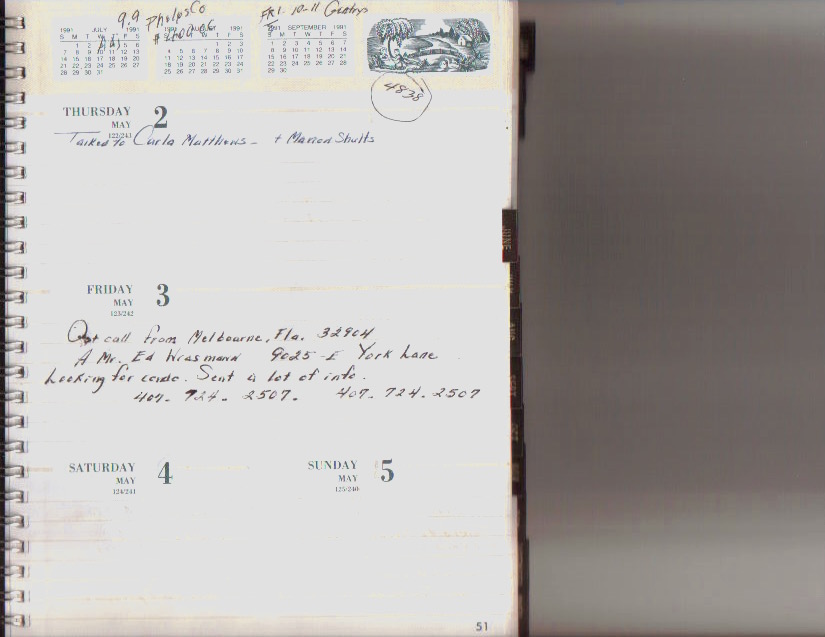 9.9 Phelps Co
FRI. 10-11
1991 JULY 1991
S M T W T F S
1 2 3 4 5 6
7 8 9 10 11 12 13
14 15 16 17 18 19 20
21 22 23 24 25 26 27
28 29 30 31
1991 AUGUST 1991
S M T W T F S
1 2 3
4 5 6 7 8 9 10
11 12 13 14 15 16 17
18 19 20 21 22 23 24
25 26 27 28 29 30 31
1991 SEPTEMBER 1991
S M T W T F S
1 2 3 4 5 6 7
8 9 10 11 12 13 14
15 16 17 18 19 20 21
22 23 24 25 26 27 28
29 30
4838
THURSDAY 2
MAY
122/243
Talked to Carla Matthews - + Marion Shults
JUNE
FRIDAY 3
MAY
123/242
Got call from Melbourne, Fla. 32904
A Mr. Ed Wiasmann 9025-E York Lane
Looking for condo. Sent a lot of info.
407- 724- 2507. 407- 724- 2507
SATURDAY 4
MAY
124/241
SUNDAY 5
MAY
125/240
51